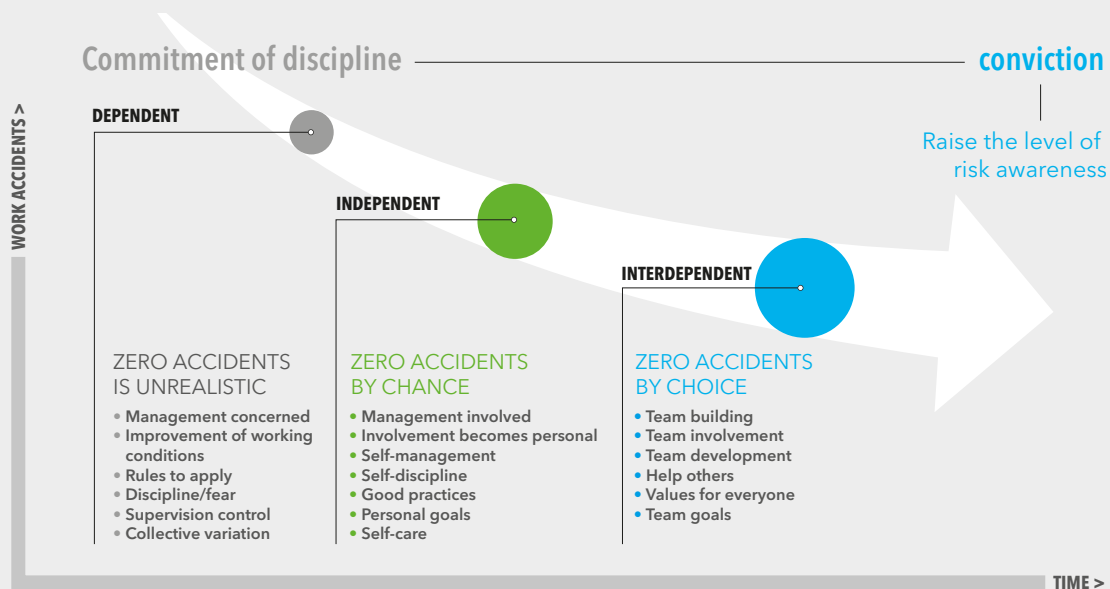 Commitment of discipline
conviction
Raise the level of
risk awareness
WORK ACCIDENTS >
DEPENDENT
ZERO ACCIDENTS
IS UNREALISTIC
• Management concerned
• Improvement of working
conditions
• Rules to apply
• Discipline/fear
• Supervision control
• Collective variation
INDEPENDENT
ZERO ACCIDENTS
BY CHANCE
• Management involved
• Involvement becomes personal
• Self-management
• Self-discipline
• Good practices
• Personal goals
• Self-care
INTERDEPENDENT
ZERO ACCIDENTS
BY CHOICE
• Team building
• Team involvement
• Team development
• Help others
• Values for everyone
• Team goals
TIME >